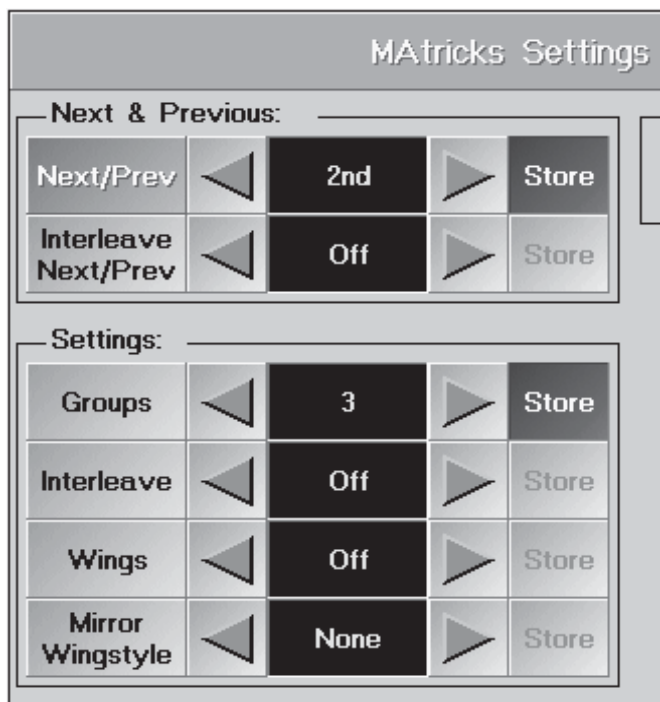 MAtricks Settings
Next & Previous:
Next/Prev 2nd Store
Interleave
Next/Prev Off Store
Settings:
Groups 3 Store
Interleave Off Store
Wings Off Store
Mirror
Wingstyle None Store